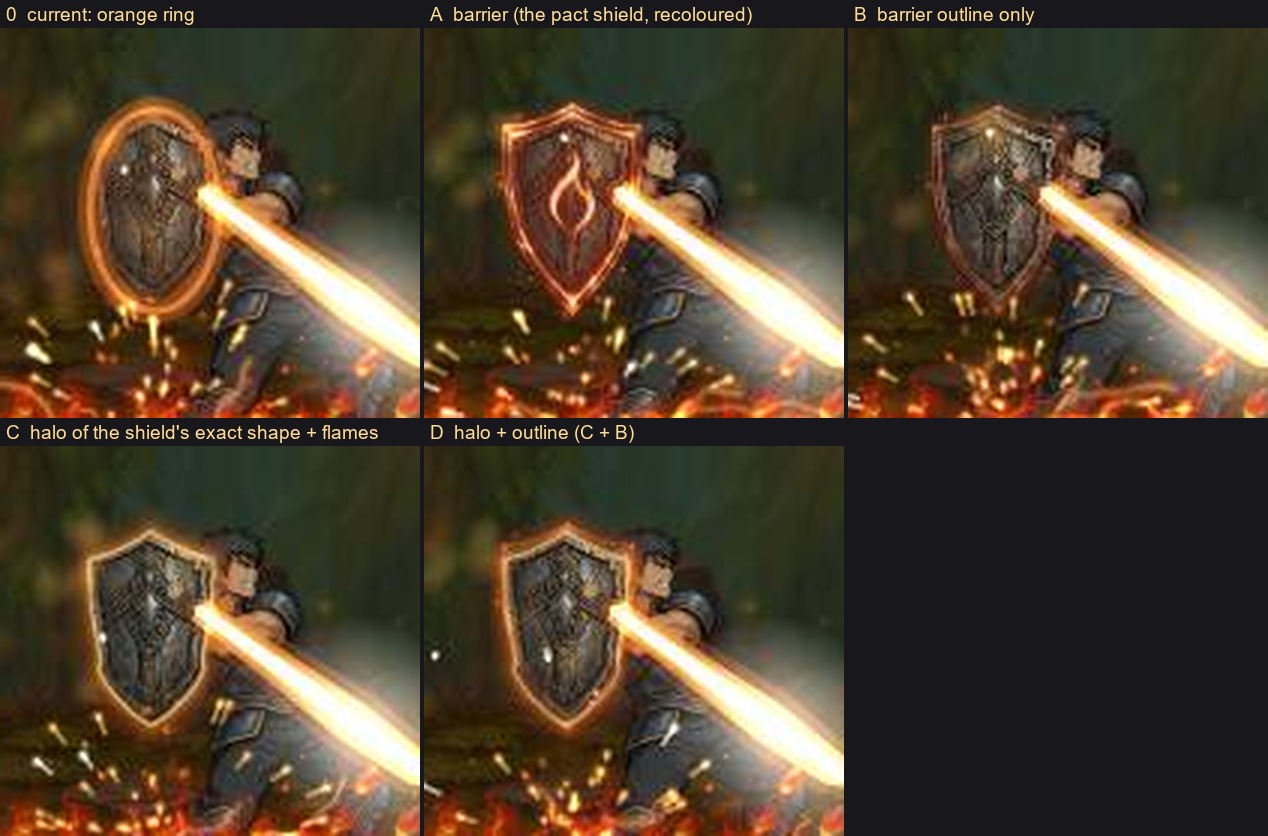 0 current: orange ring
A barrier (the pact shield, recoloured)
B barrier outline only
C halo of the shield's exact shape + flames
D halo + outline (C + B)